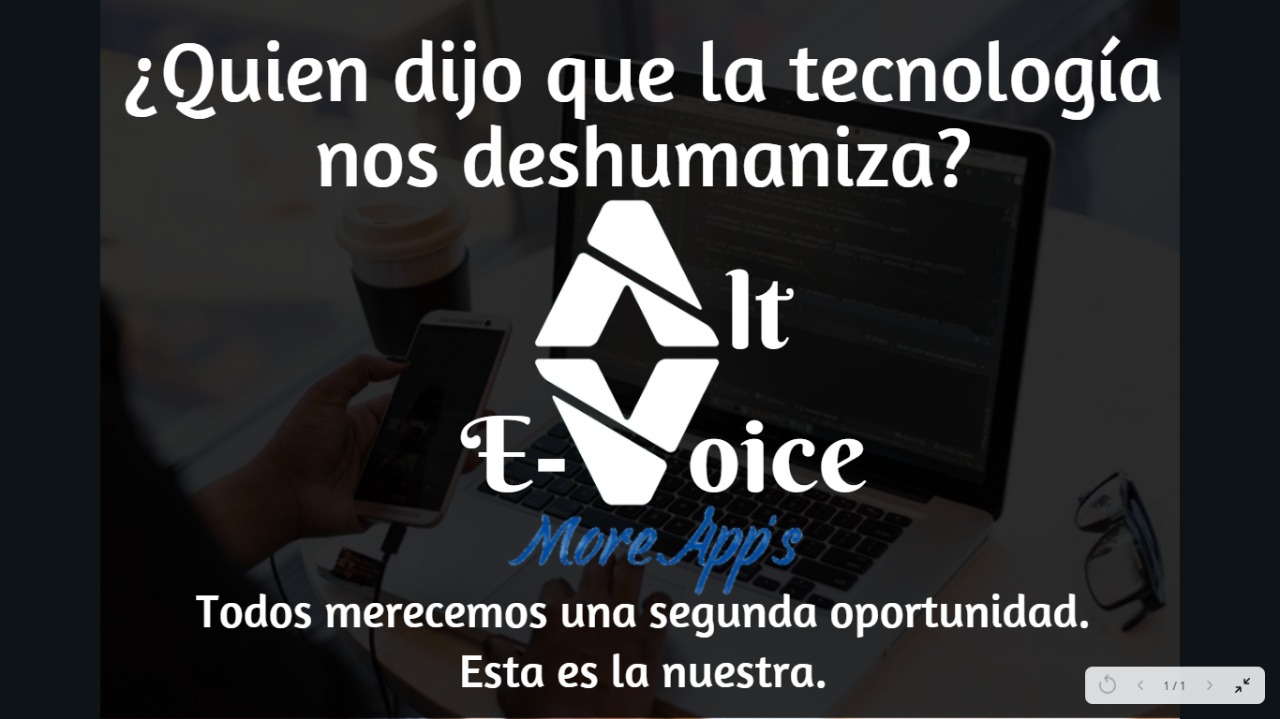 ¿Quien dijo que la tecnología
nos deshumaniza?
Alt
E-Voice
More App's
Todos merecemos una segunda oportunidad.
Esta es la nuestra.
1 / 1